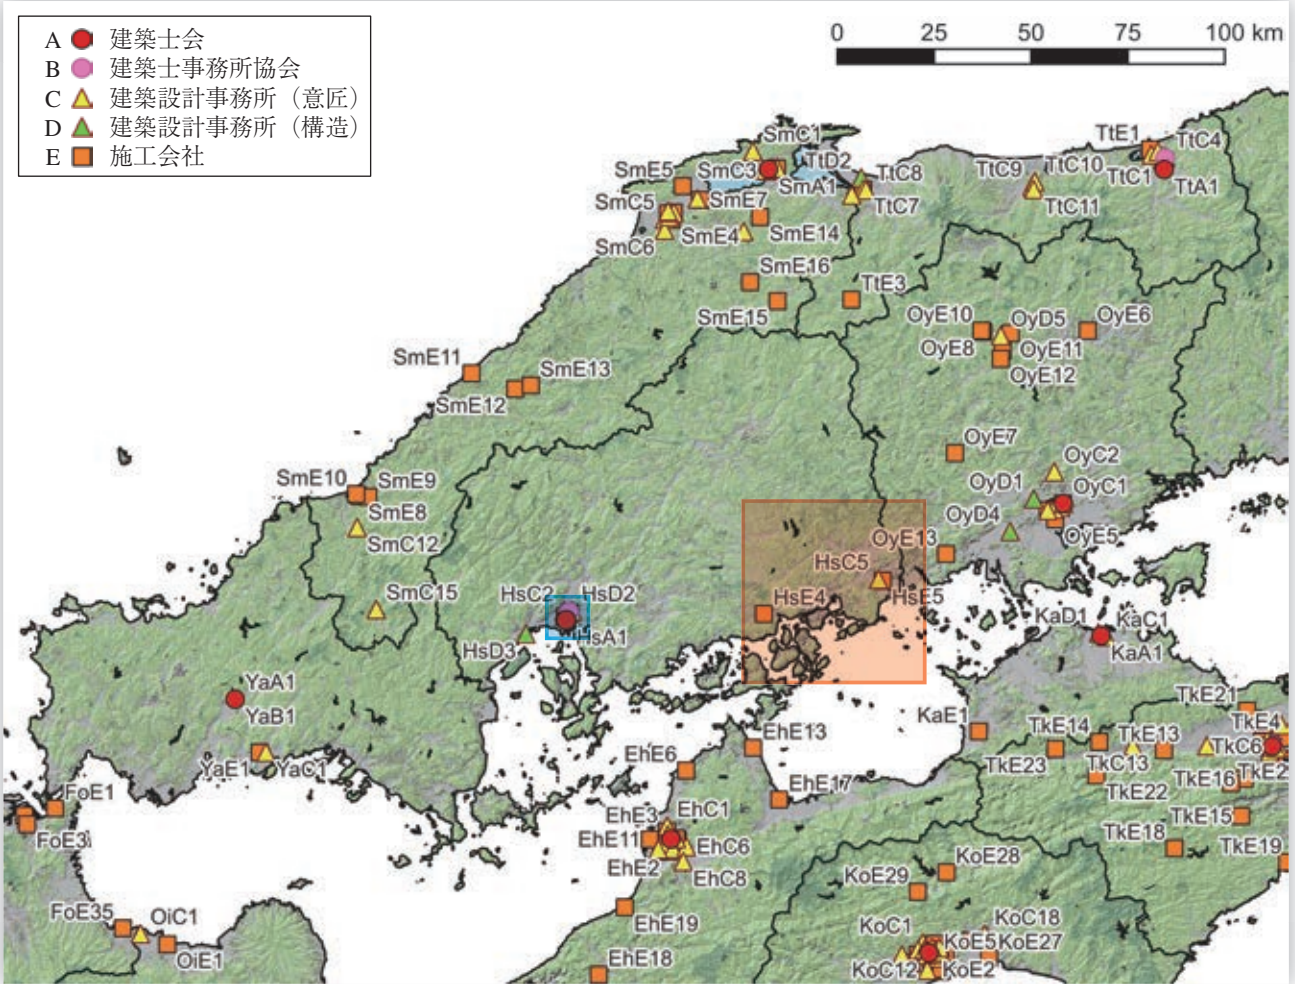 A 建築士会
B 建築士事務所協会
C 建築設計事務所（意匠）
D 建築設計事務所（構造）
E 施工会社
0 25 50 75 100 km
SmC1
TtE1
TtC4
SmE5
SmC3
TtD2
TtC8
TtC9
TtC10
TtC1
SmA1
TtA1
SmC5
SmE7
TtC7
TtC11
SmC6
SmE4
SmE14
SmE16
TtE3
SmE15
OyE10
OyD5
OyE6
OyE8
OyE11
OyE12
SmE11
SmE13
SmE12
OyE7
OyC2
SmE10
SmE9
OyD1
OyC1
SmE8
OyD4
SmC12
OyE13
OyE5
HsC5
SmC15
HsC2
HsD2
HsE4
HsE5
HsA1
KaD1
KaC1
HsD3
KaA1
YaA1
YaB1
TkE21
KaE1
TkE14
TkE13
TkE4
EhE13
TkC6
EhE6
TkE23
TkC13
YaE1
YaC1
TkE16
TkE2
EhE17
TkE22
FoE1
EhE3
EhC1
TkE15
FoE3
EhE11
EhC6
TkE18
TkE19
EhE2
EhC8
KoE28
KoE29
FoE35
OiC1
EhE19
KoC1
KoC18
KoE5
KoE27
OiE1
EhE18
KoC12
KoE2